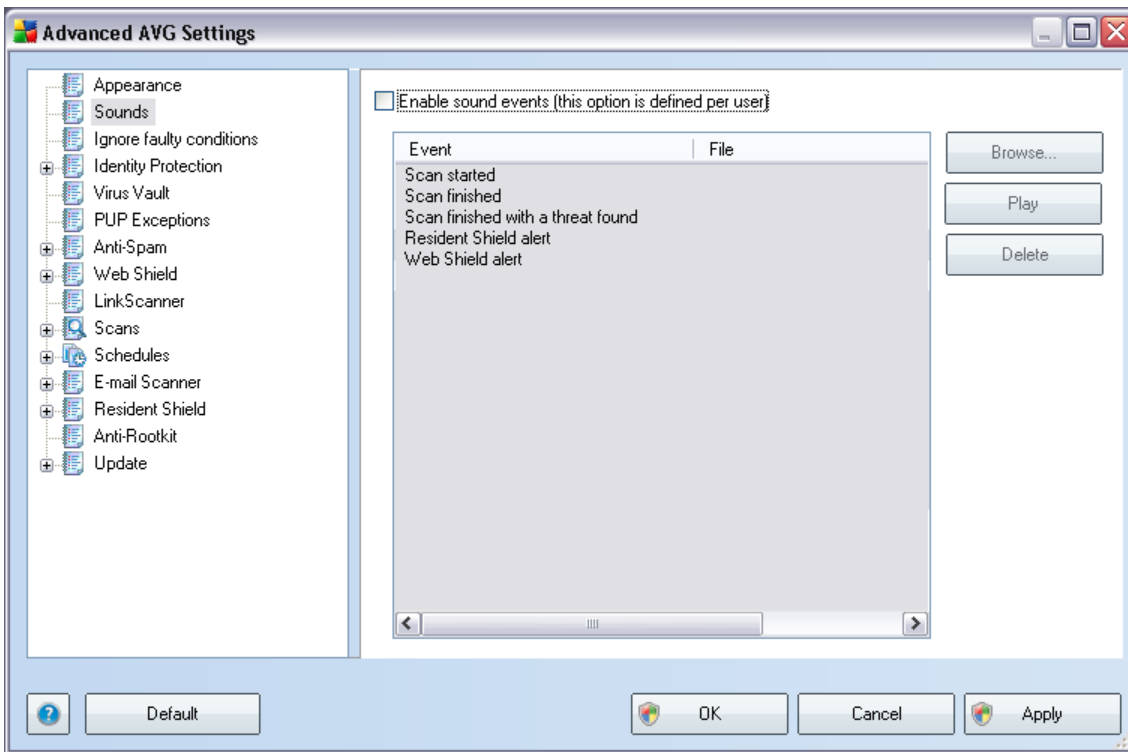 Advanced AVG Settings
Appearance
Sounds
Ignore faulty conditions
Identity Protection
Virus Vault
PUP Exceptions
Anti-Spam
Web Shield
LinkScanner
Scans
Schedules
E-mail Scanner
Resident Shield
Anti-Rootkit
Update
Enable sound events (this option is defined per user)
Event File
Scan started
Scan finished
Scan finished with a threat found
Resident Shield alert
Web Shield alert
Browse...
Play
Delete
? Default OK Cancel Apply